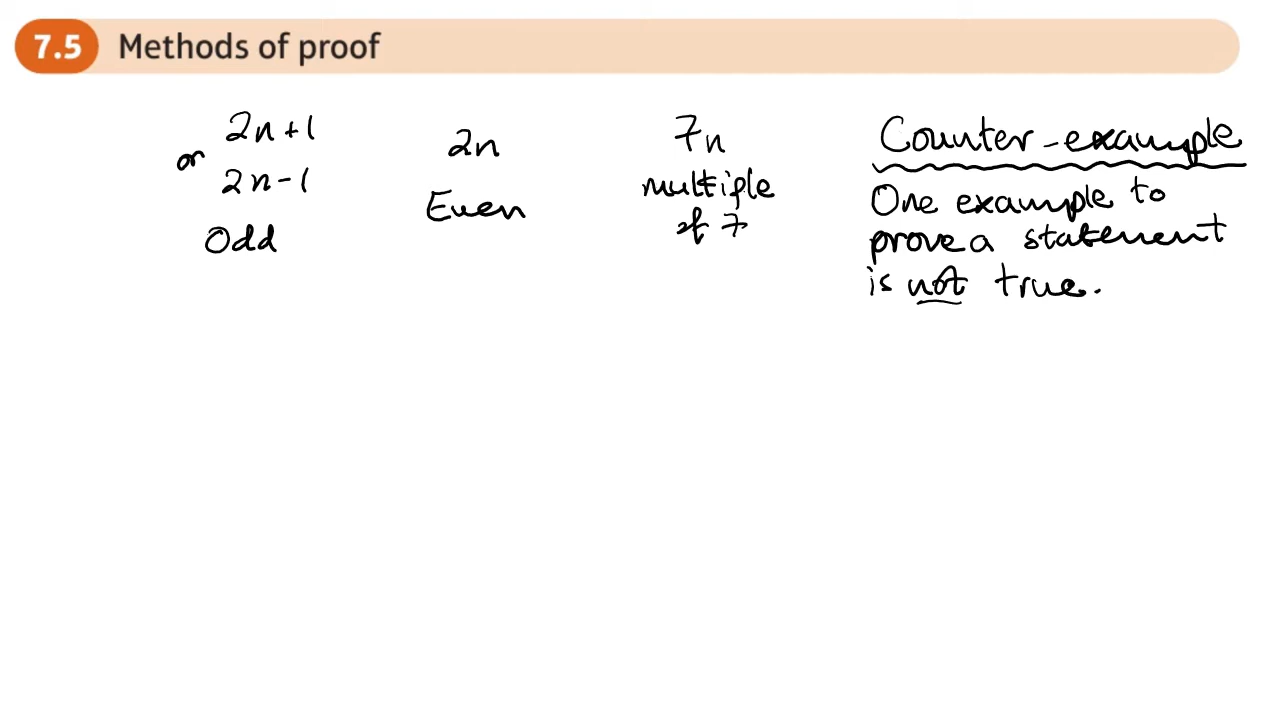 7.5 Methods of proof
2n+1
or
2n-1
Odd
2n
Even
7n
multiple
of 7
Counter-example
One example to
prove a statement
is not true.